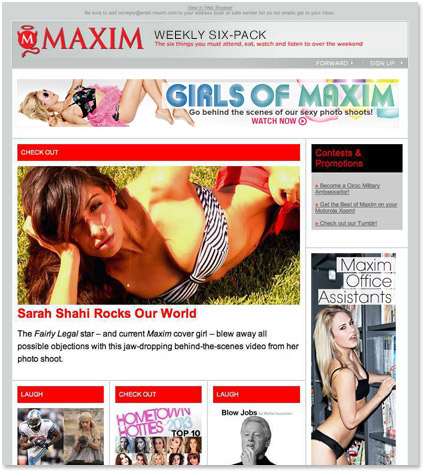 View in Web Browser
Be sure to add no-reply@email.maxim.com to your address book or safe sender list so our emails get to your inbox.
MAXIM
WEEKLY SIX-PACK
The six things you must attend, eat, watch and listen to over the weekend
FORWARD
SIGN UP
GIRLS OF MAXIM
Go behind the scenes of our sexy photo shoots!
WATCH NOW
CHECK OUT
Sarah Shahi Rocks Our World
The Fairly Legal star – and current Maxim cover girl – blew away all
possible objections with this jaw-dropping behind-the-scenes video from her
photo shoot.
Contests &
Promotions
» Become a Ciroc Military
Ambassador!
» Get the Best of Maxim on your
Motorola Xoom!
» Check out our Tumblr!
Maxim
Office
Assistants
LAUGH
CHECK OUT
LAUGH
HOMETOWN
HOTTIES
TOP 10
Blow Jobs